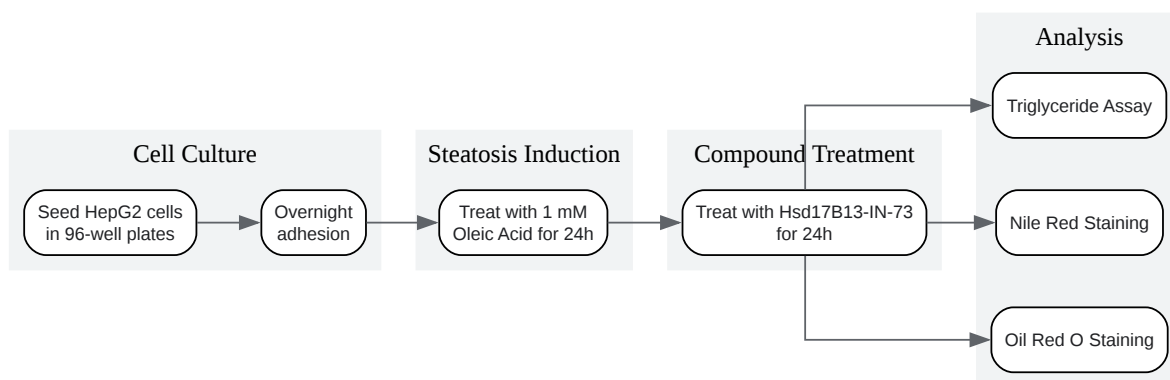 Cell Culture
Seed HepG2 cells
in 96-well plates
Overnight
adhesion
Steatosis Induction
Treat with 1 mM
Oleic Acid for 24h
Compound Treatment
Treat with Hsd17B13-IN-73
for 24h
Analysis
Triglyceride Assay
Nile Red Staining
Oil Red O Staining